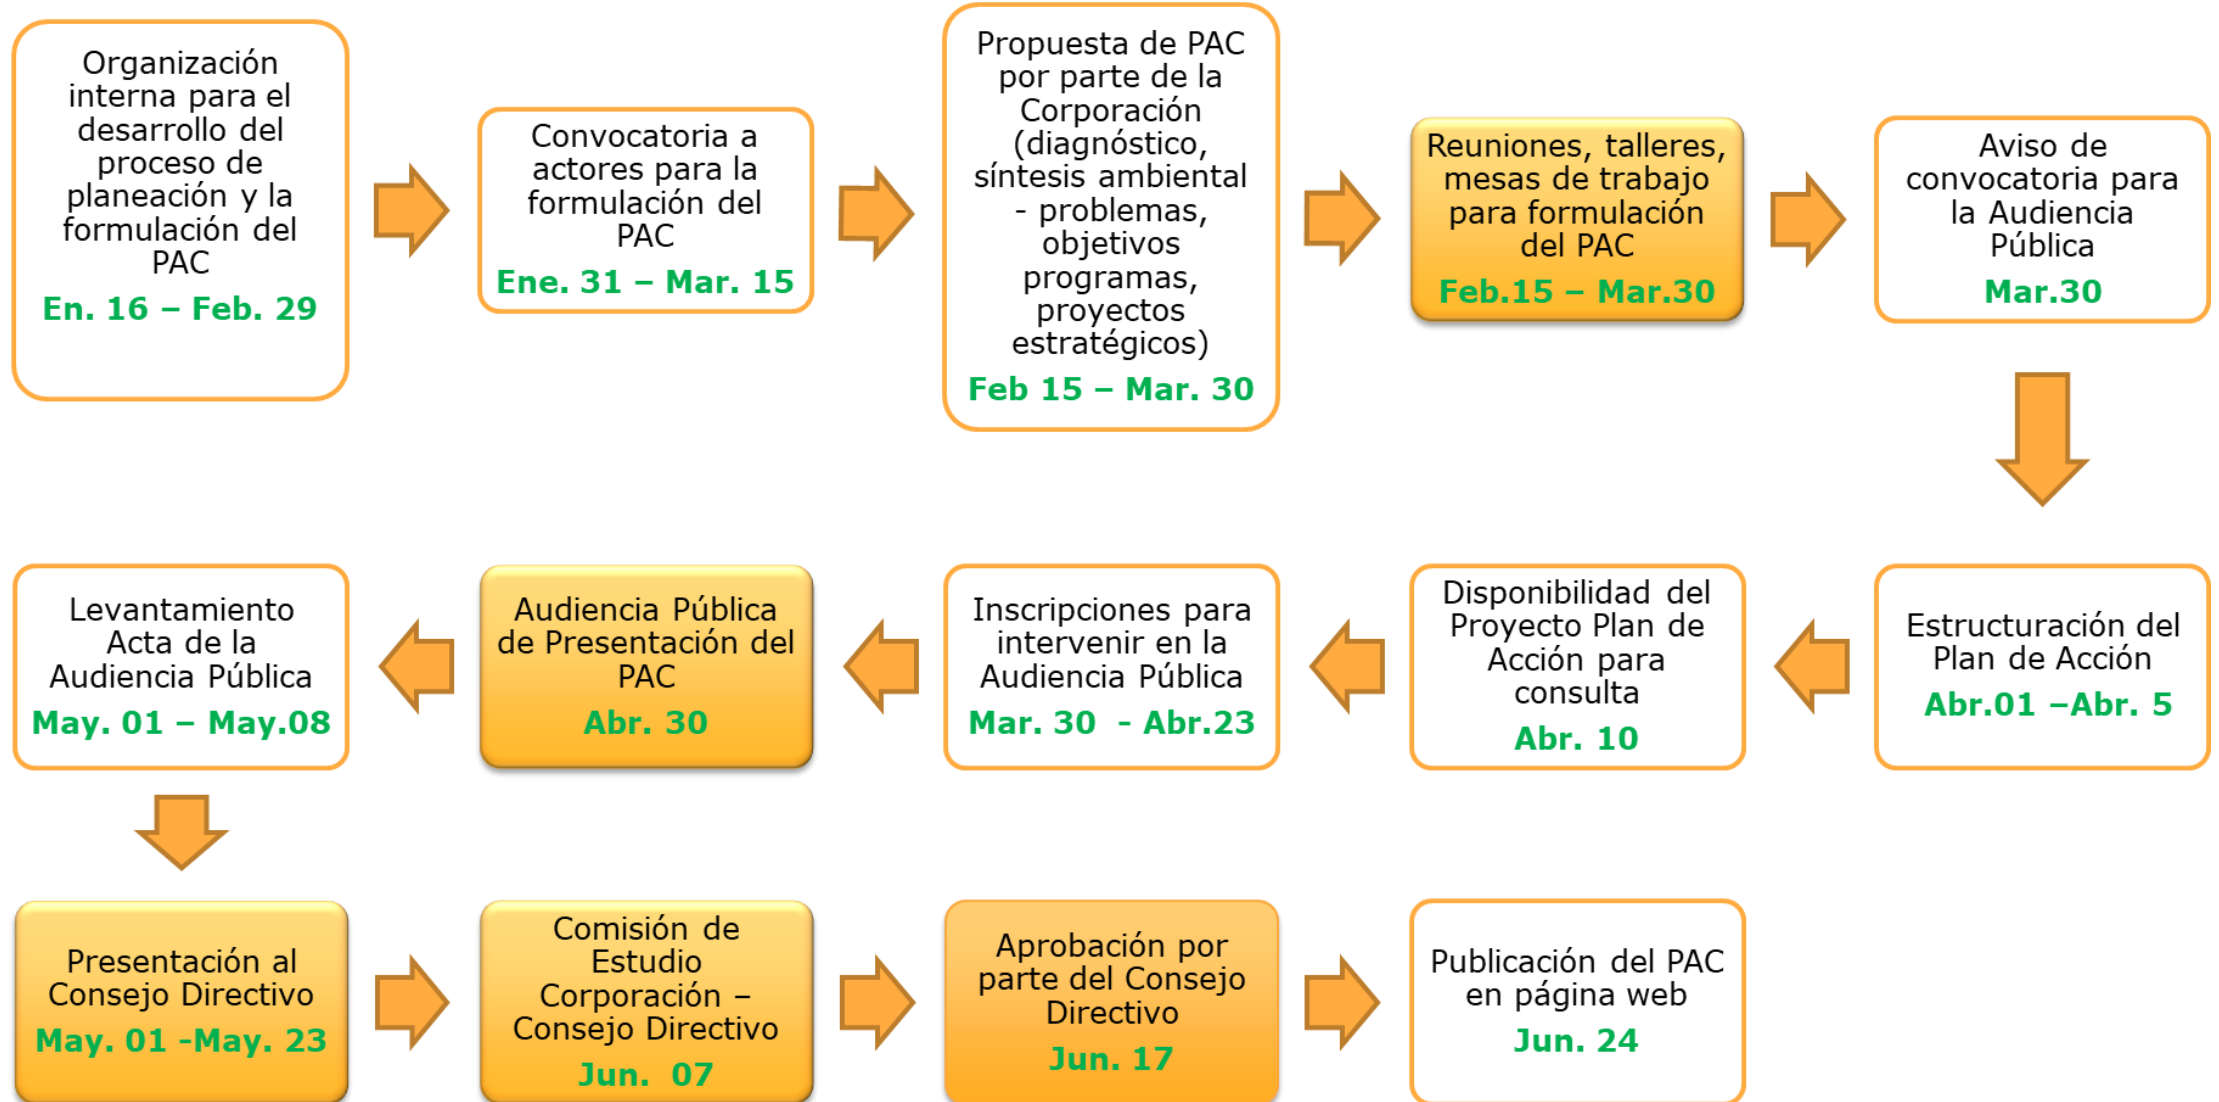 Organización
interna para el
desarrollo del
proceso de
planeación y la
formulación del
PAC
En. 16 – Feb. 29
Convocatoria a
actores para la
formulación del
PAC
Ene. 31 – Mar. 15
Propuesta de PAC
por parte de la
Corporación
(diagnóstico,
síntesis ambiental
- problemas,
objetivos
programas,
proyectos
estratégicos)
Feb 15 – Mar. 30
Reuniones, talleres,
mesas de trabajo
para formulación
del PAC
Feb.15 – Mar.30
Aviso de
convocatoria para
la Audiencia
Pública
Mar.30
Estructuración del
Plan de Acción
Abr.01 –Abr. 5
Disponibilidad del
Proyecto Plan de
Acción para
consulta
Abr. 10
Inscripciones para
intervenir en la
Audiencia Pública
Mar. 30  - Abr.23
Audiencia Pública
de Presentación del
PAC
Abr. 30
Levantamiento
Acta de la
Audiencia Pública
May. 01 – May.08
Presentación al
Consejo Directivo
May. 01 -May. 23
Comisión de
Estudio
Corporación –
Consejo Directivo
Jun.  07
Aprobación por
parte del Consejo
Directivo
Jun. 17
Publicación del PAC
en página web
Jun. 24